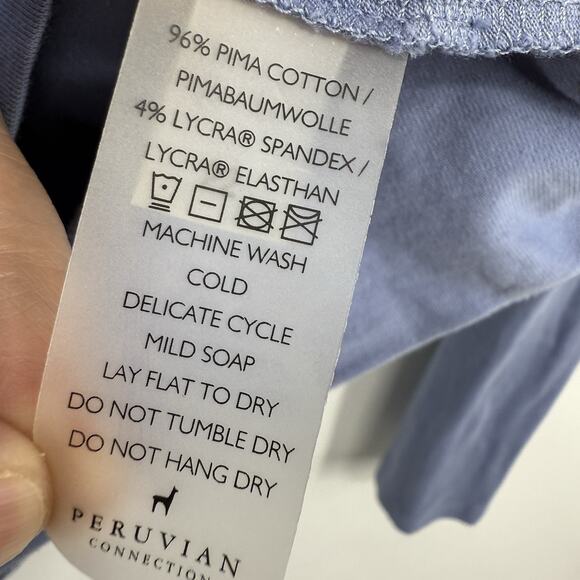 96% PIMA COTTON /
PIMABAUMWOLLE
4% LYCRA® SPANDEX /
LYCRA® ELASTHAN
MACHINE WASH
COLD
DELICATE CYCLE
MILD SOAP
LAY FLAT TO DRY
DO NOT TUMBLE DRY
DO NOT HANG DRY
PERUVIAN
CONNECTION